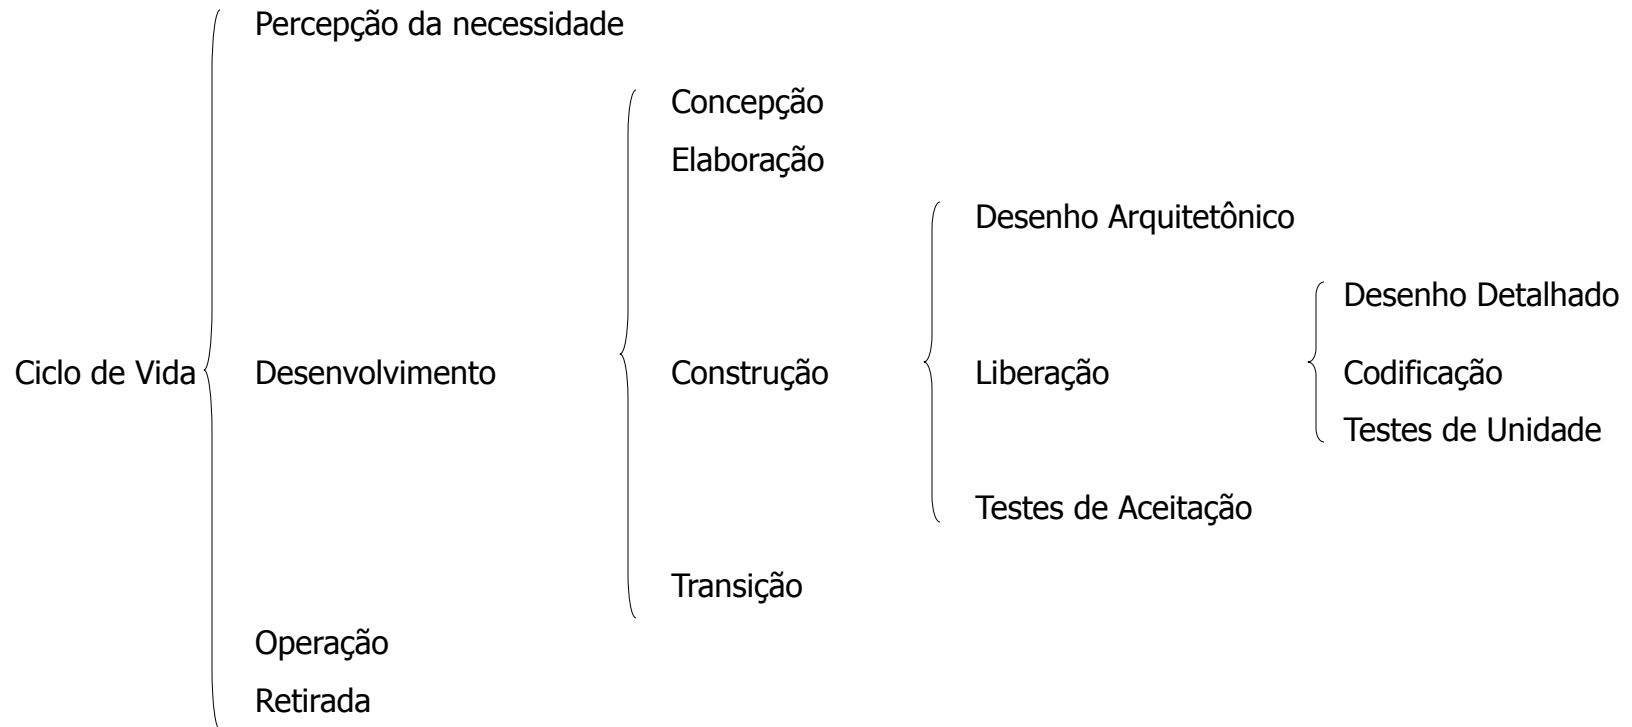 Percepção da necessidade
Concepção
Elaboração
Desenho Arquitetônico
Desenho Detalhado
Ciclo de Vida
Desenvolvimento
Construção
Liberação
Codificação
Testes de Unidade
Testes de Aceitação
Transição
Operação
Retirada